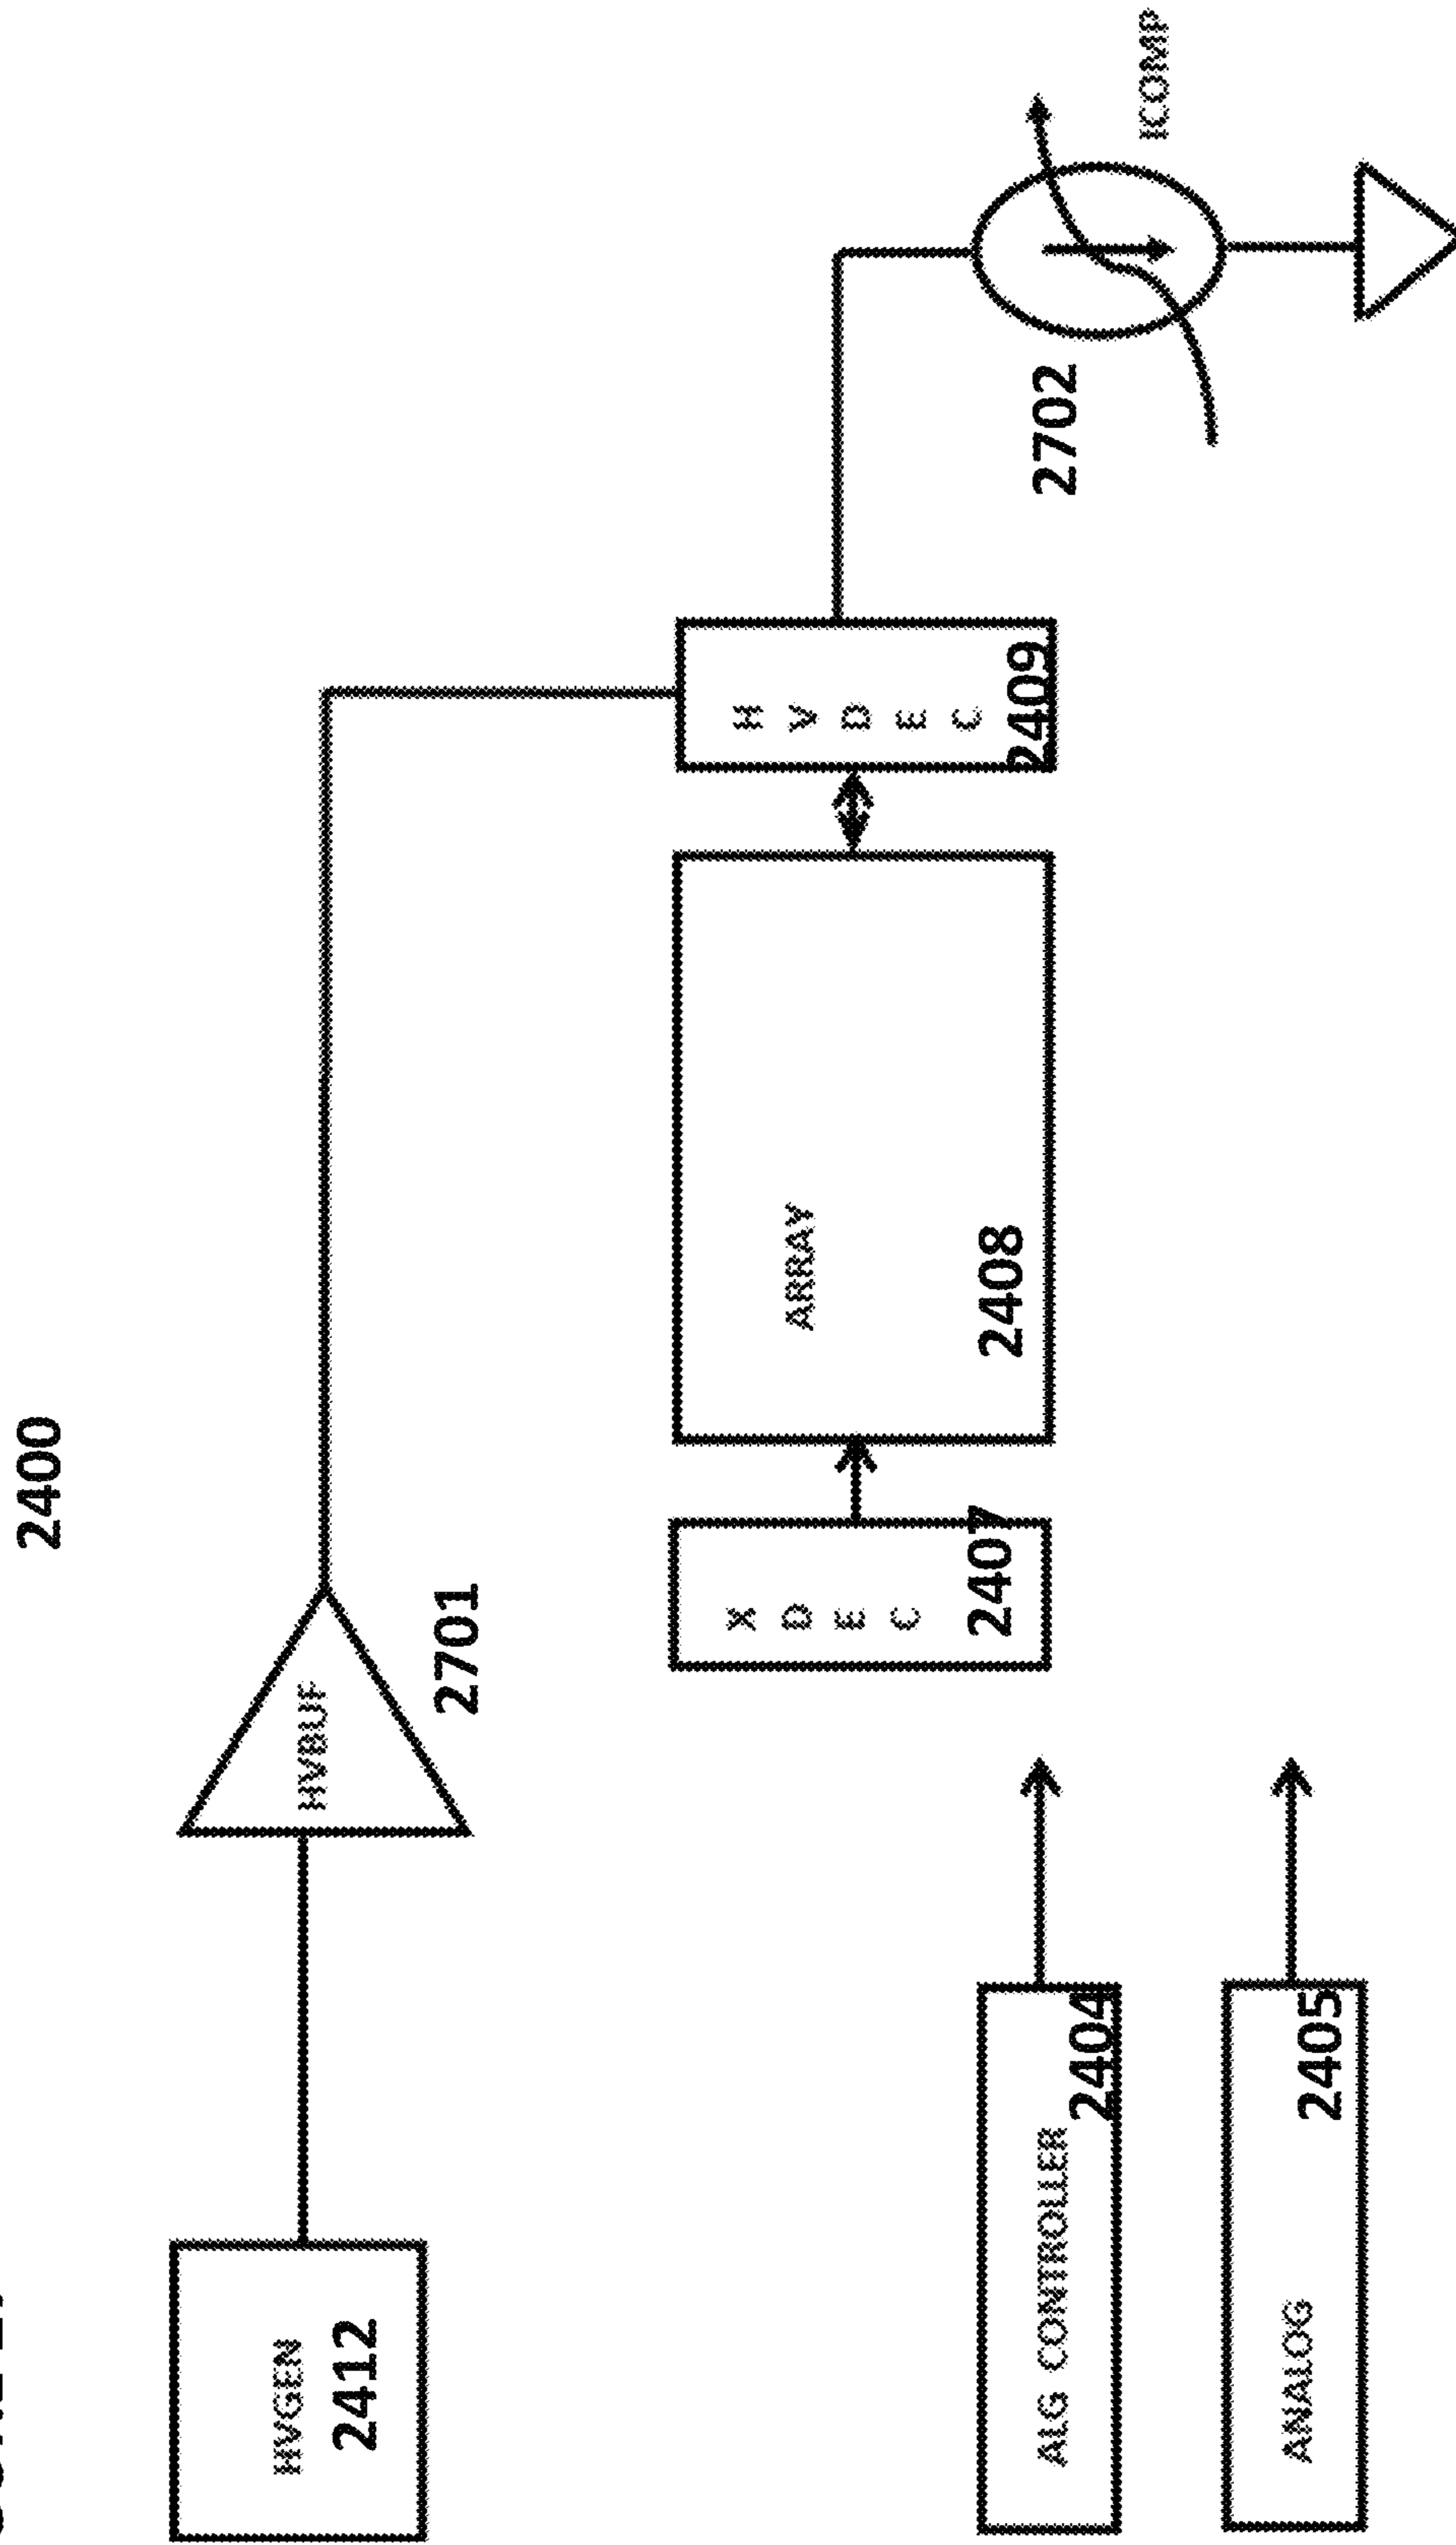 2400
HVGEN
2412
HVBUF
2701
X
D
E
C
2407
ARRAY
2408
H
V
D
E
C
2409
2702
ICOMP
ALG CONTROLLER
2404
ANALOG
2405